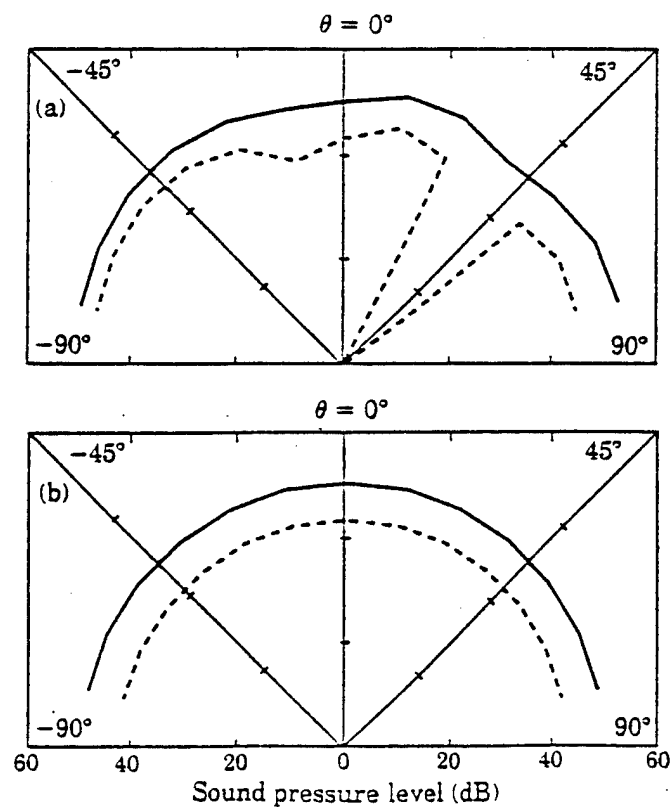 θ = 0°
-45° 45°
(a)
-90° 90°
θ = 0°
-45° 45°
(b)
-90° 90°
60 40 20 0 20 40 60
Sound pressure level (dB)